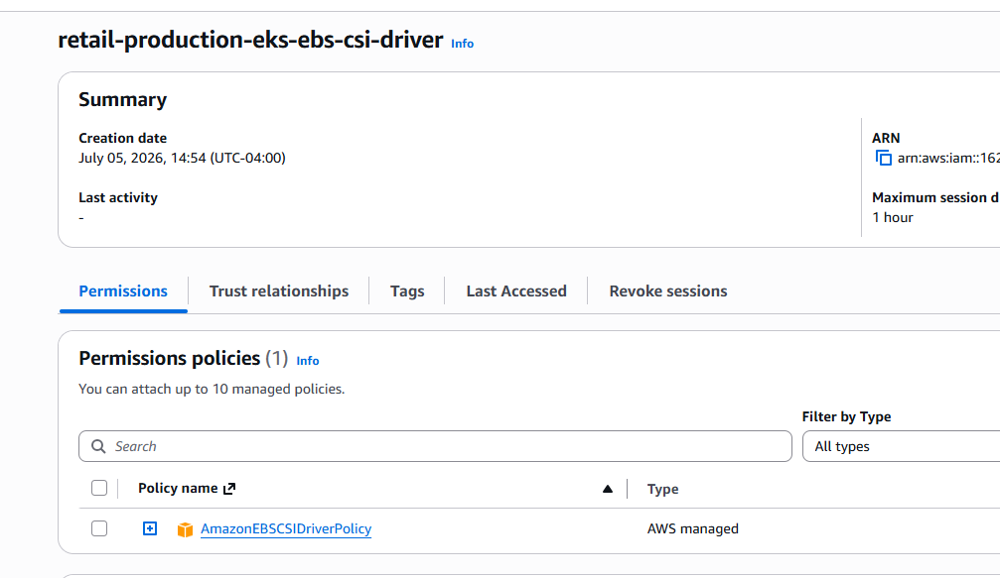 retail-production-eks-ebs-csi-driver Info
Summary
Creation date
July 05, 2026, 14:54 (UTC-04:00)
ARN
arn:aws:iam::162
Last activity
-
Maximum session d
1 hour
Permissions Trust relationships Tags Last Accessed Revoke sessions
Permissions policies (1) Info
You can attach up to 10 managed policies.
Filter by Type
Search All types
Policy name Type
AmazonEBSCSIDriverPolicy AWS managed